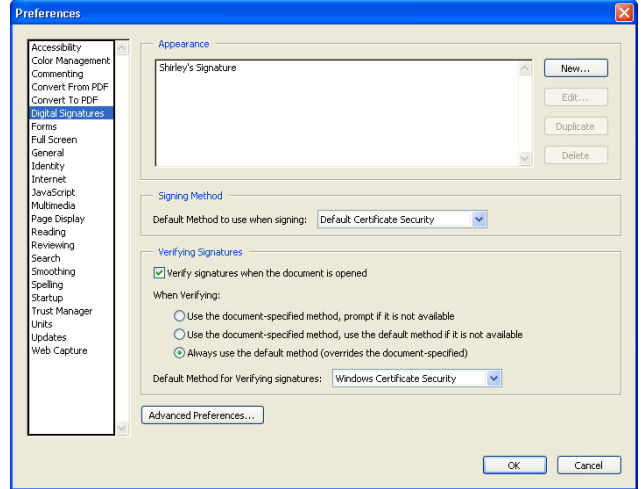 Preferences
Accessibility
Color Management
Commenting
Convert From PDF
Convert To PDF
Digital Signatures
Forms
Full Screen
General
Identity
Internet
JavaScript
Multimedia
Page Display
Reading
Reviewing
Search
Smoothing
Spelling
Startup
Trust Manager
Units
Updates
Web Capture
Appearance
Shirley's Signature
New...
Edit...
Duplicate
Delete
Signing Method
Default Method to use when signing: Default Certificate Security
Verifying Signatures
Verify signatures when the document is opened
When Verifying:
Use the document-specified method, prompt if it is not available
Use the document-specified method, use the default method if it is not available
Always use the default method (overrides the document-specified)
Default Method for Verifying signatures: Windows Certificate Security
Advanced Preferences...
OK Cancel